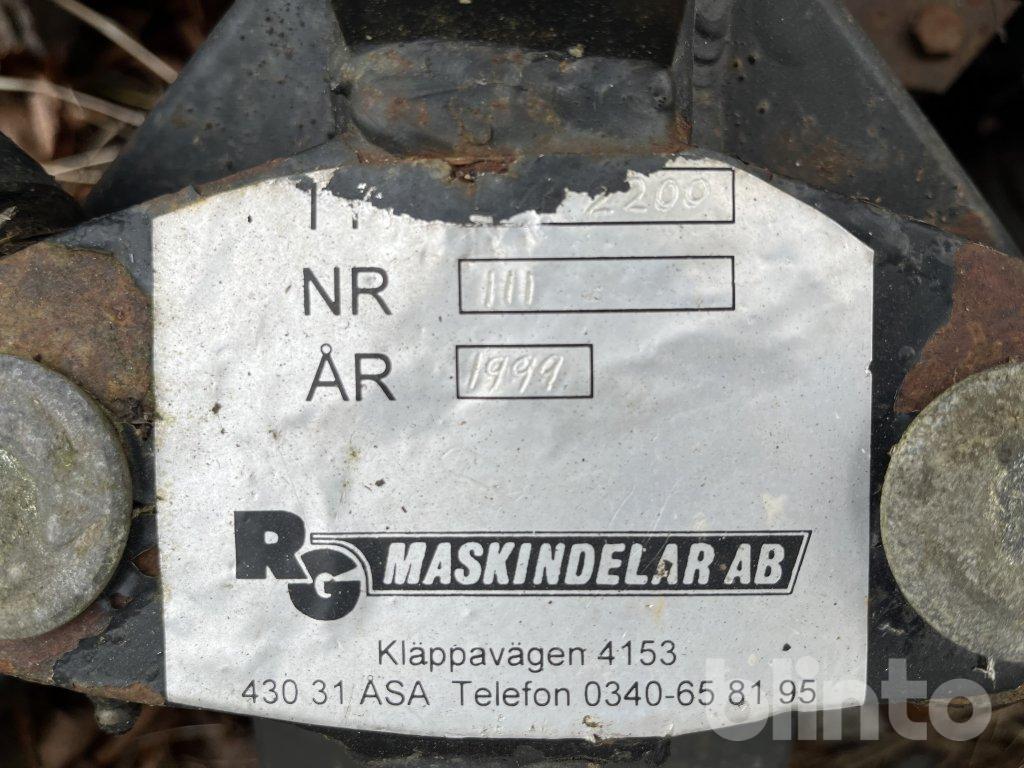 2200
NR 111
ÅR 1999
RG MASKINDELAR AB
Kläppavägen 4153
430 31 ÅSA Telefon 0340-65 81 95
blinto